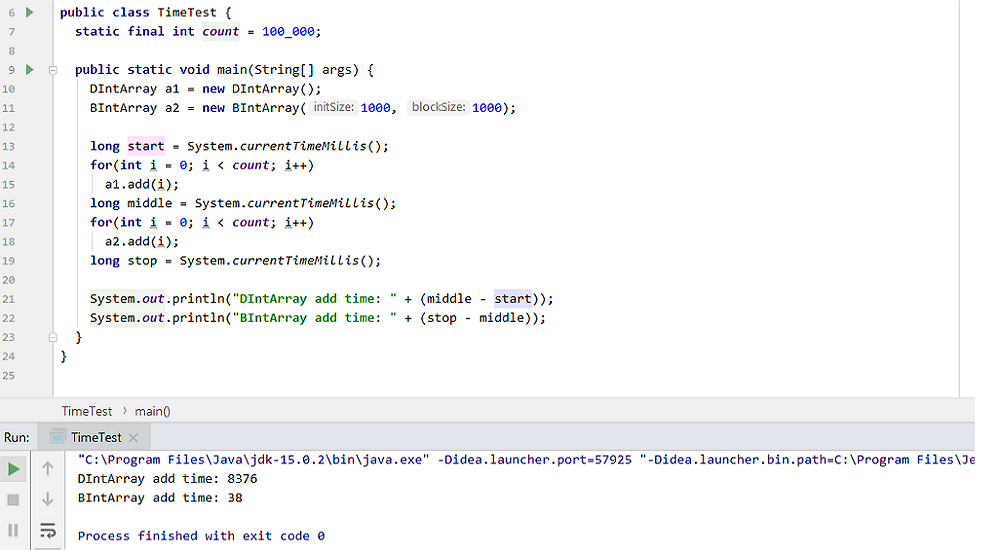 6 public class TimeTest {
7 static final int count = 100_000;
8
9 public static void main(String[] args) {
10 DIntArray a1 = new DIntArray();
11 BIntArray a2 = new BIntArray( initSize: 1000, blockSize: 1000);
12
13 long start = System.currentTimeMillis();
14 for(int i = 0; i < count; i++)
15 a1.add(i);
16 long middle = System.currentTimeMillis();
17 for(int i = 0; i < count; i++)
18 a2.add(i);
19 long stop = System.currentTimeMillis();
20
21 System.out.println("DIntArray add time: " + (middle - start));
22 System.out.println("BIntArray add time: " + (stop - middle));
23 }
24 }
25
TimeTest › main()
Run: TimeTest ×
"C:\Program Files\Java\jdk-15.0.2\bin\java.exe" -Didea.launcher.port=57925 "-Didea.launcher.bin.path=C:\Program Files\Je
DIntArray add time: 8376
BIntArray add time: 38
Process finished with exit code 0